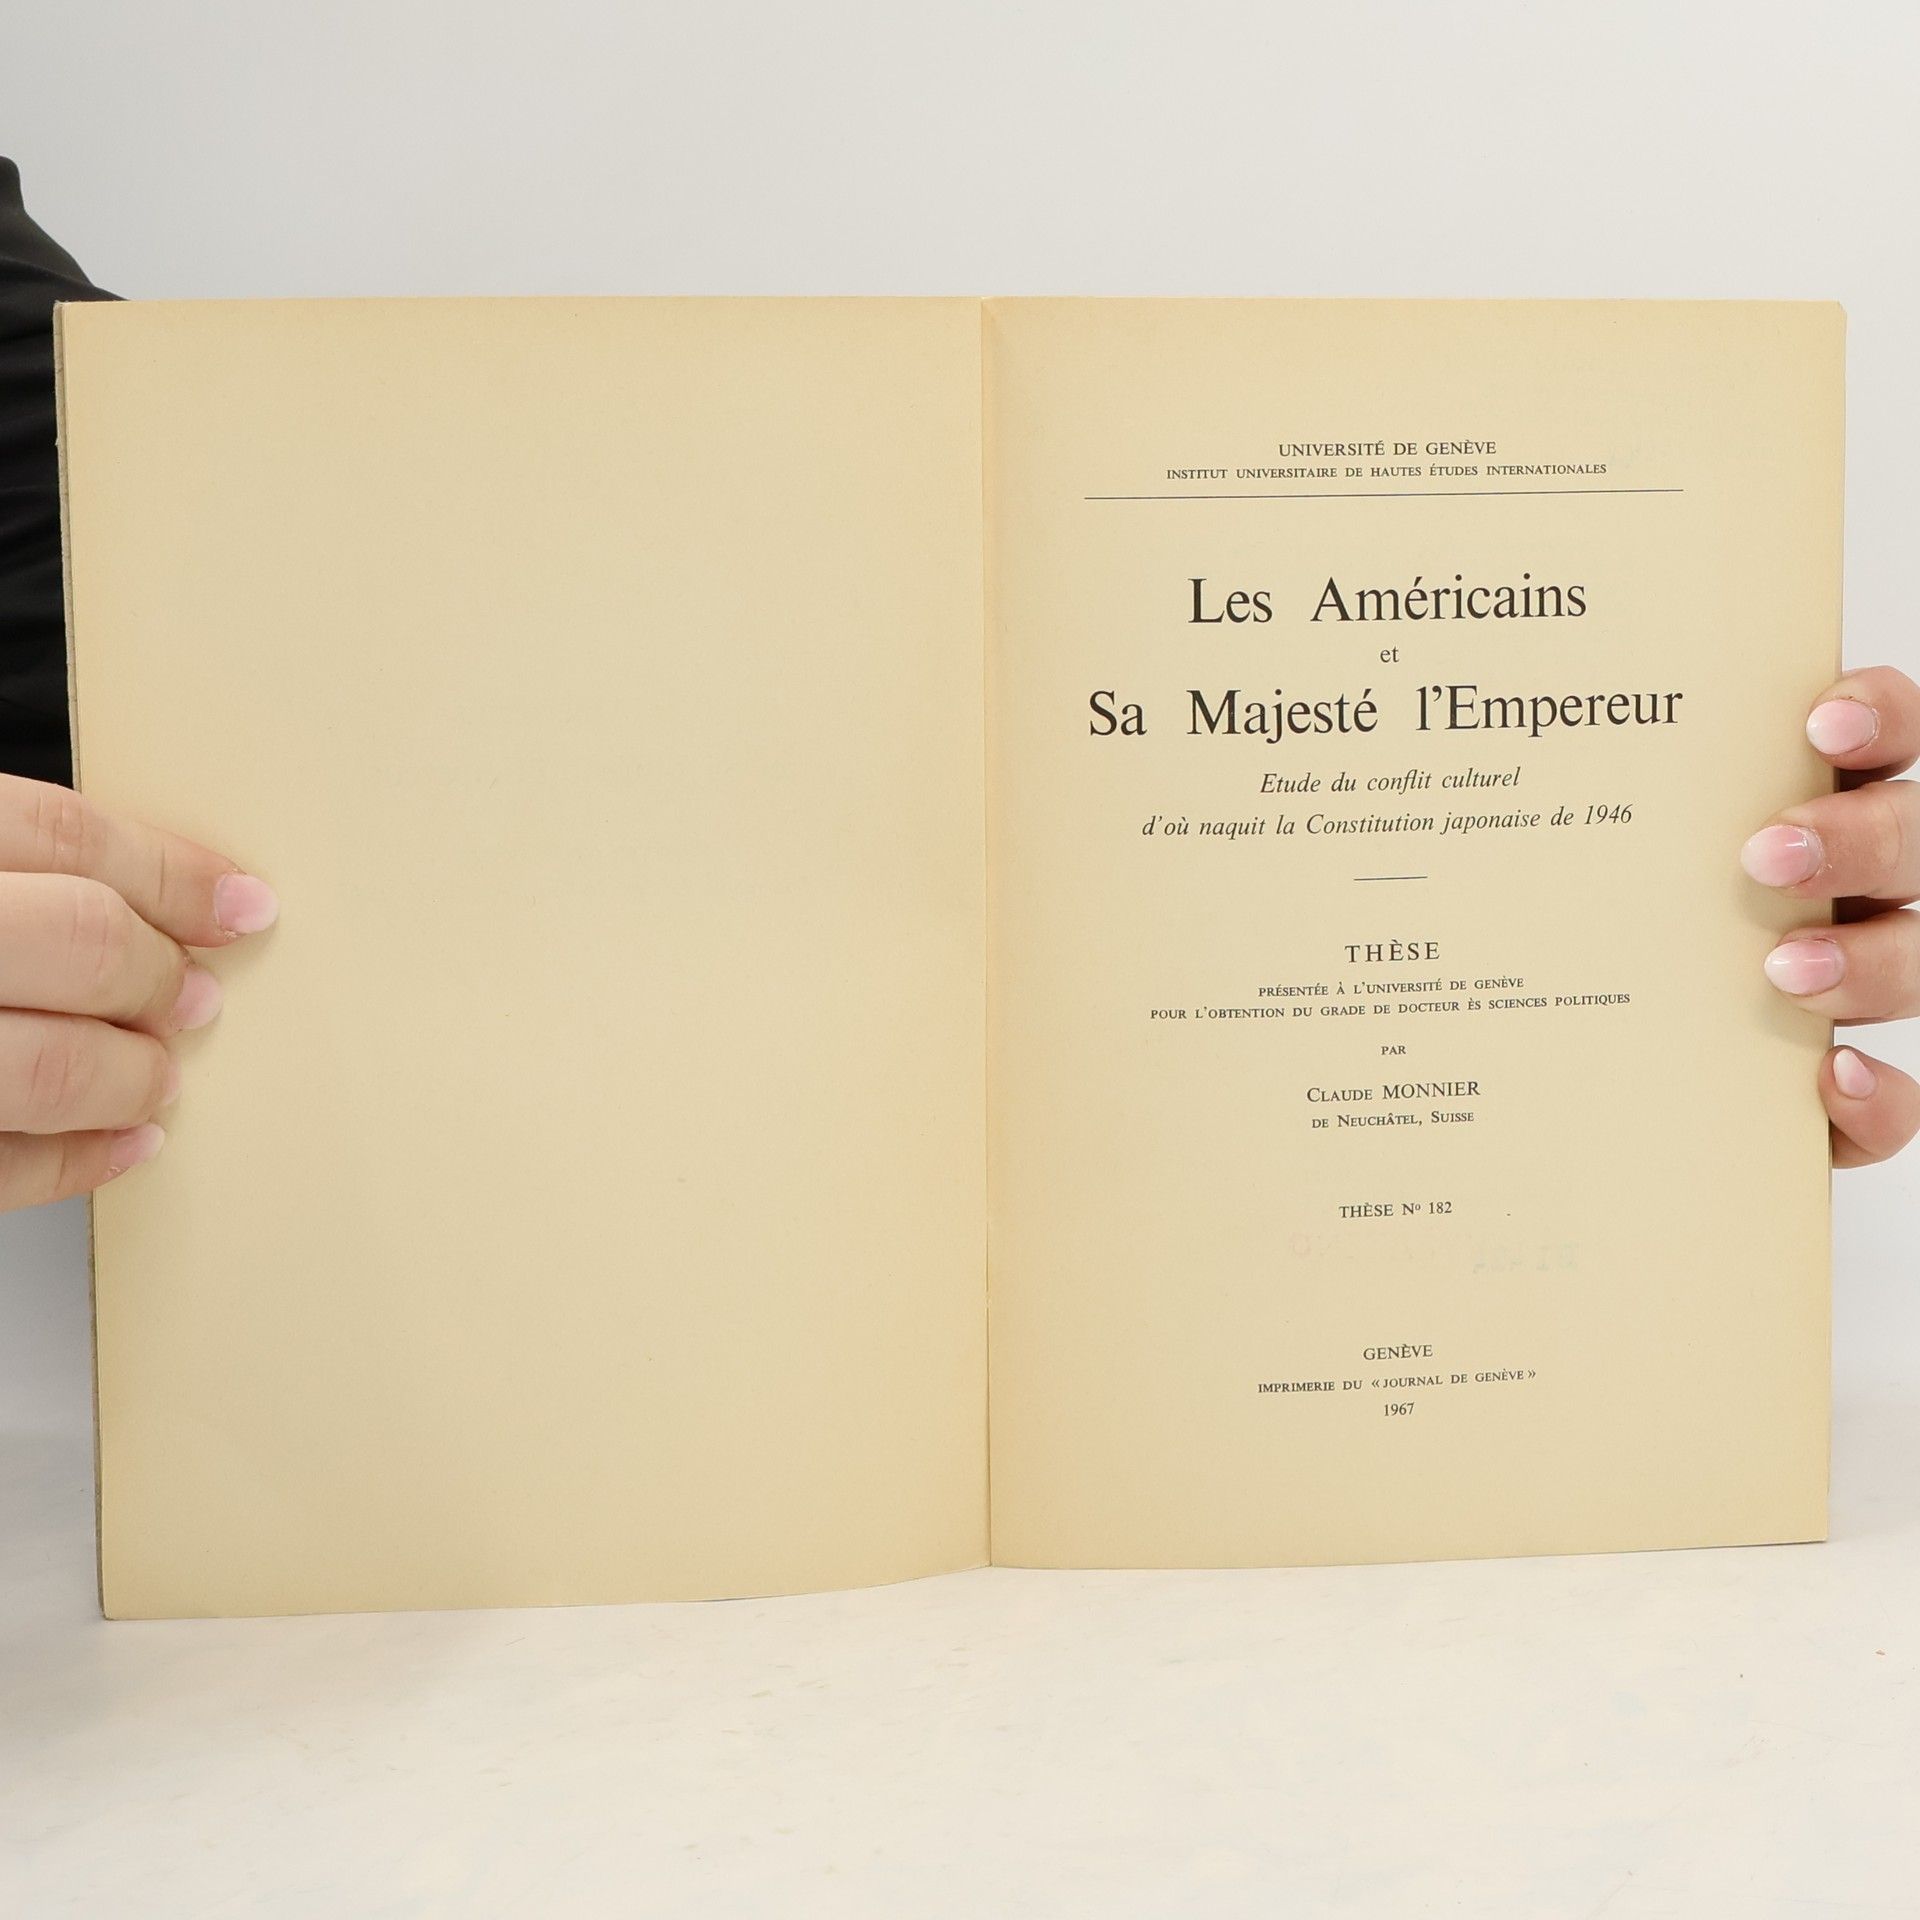 UNIVERSITÉ DE GENÈVE
INSTITUT UNIVERSITAIRE DE HAUTES ÉTUDES INTERNATIONALES
Les Américains
et
Sa Majesté l'Empereur
Etude du conflit culturel
d'où naquit la Constitution japonaise de 1946
THÈSE
PRÉSENTÉE À L'UNIVERSITÉ DE GENÈVE
POUR L'OBTENTION DU GRADE DE DOCTEUR ÈS SCIENCES POLITIQUES
PAR
CLAUDE MONNIER
DE NEUCHÂTEL, SUISSE
THÈSE Nº 182
GENÈVE
IMPRIMERIE DU « JOURNAL DE GENÈVE »
1967